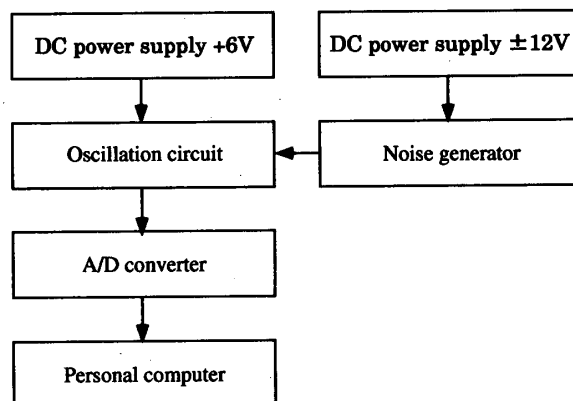 DC power supply +6V
DC power supply ±12V
Oscillation circuit
Noise generator
A/D converter
Personal computer